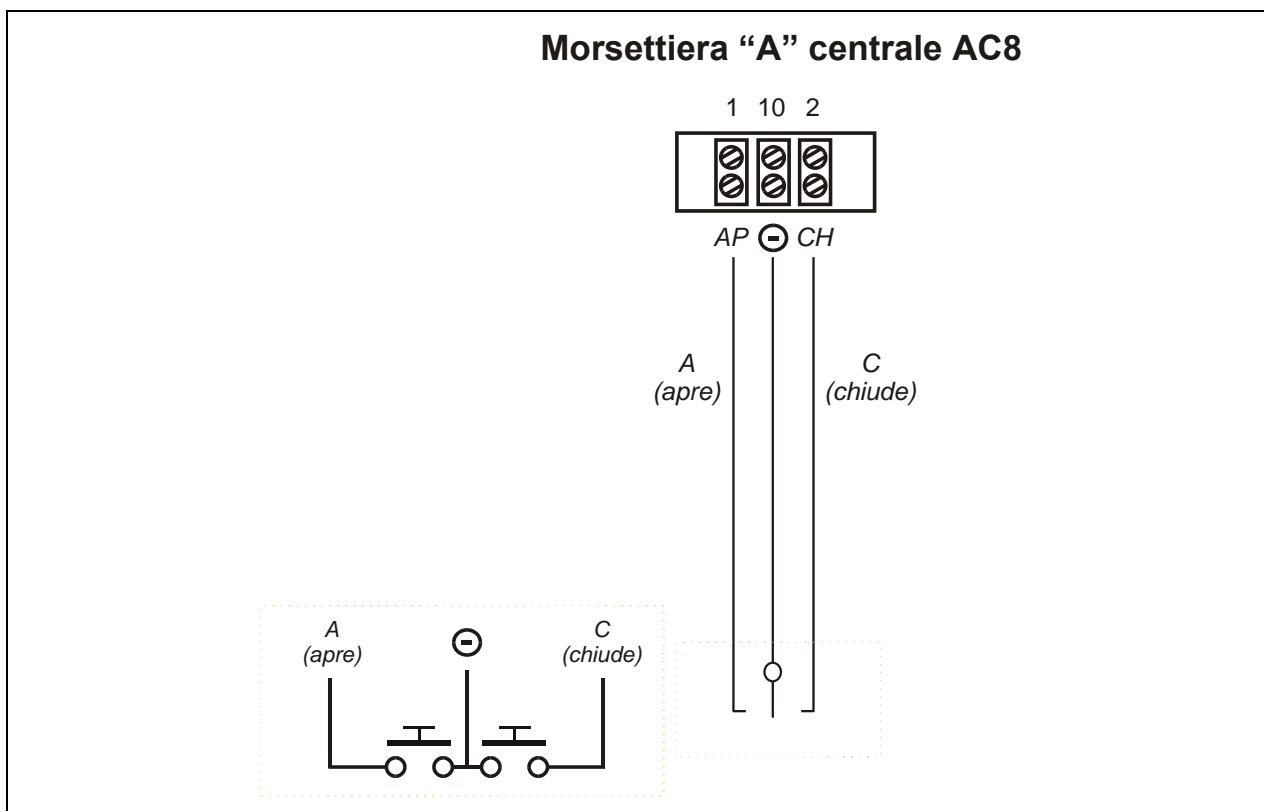 Morsettiera “A” centrale AC8
1 10 2
AP - CH
A
(apre)
C
(chiude)
A
(apre)
-
C
(chiude)